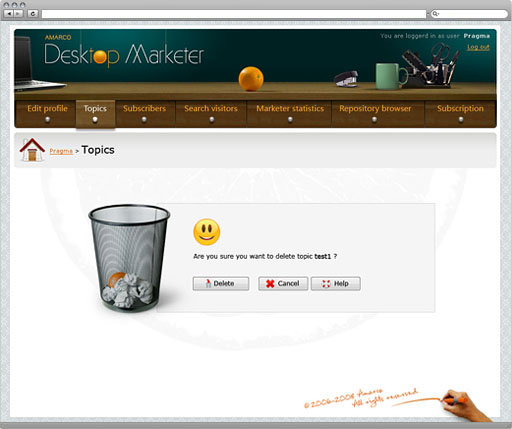 AMARCO
Desktop Marketer
You are loggerd in as user Pragma
Log out
Edit profile
Topics
Subscribers
Search visitors
Marketer statistics
Repository browser
Subscription
Pragma > Topics
Are you sure you want to delete topic test1 ?
Delete
Cancel
Help
©2006-2008 Amarco
All rights reserved